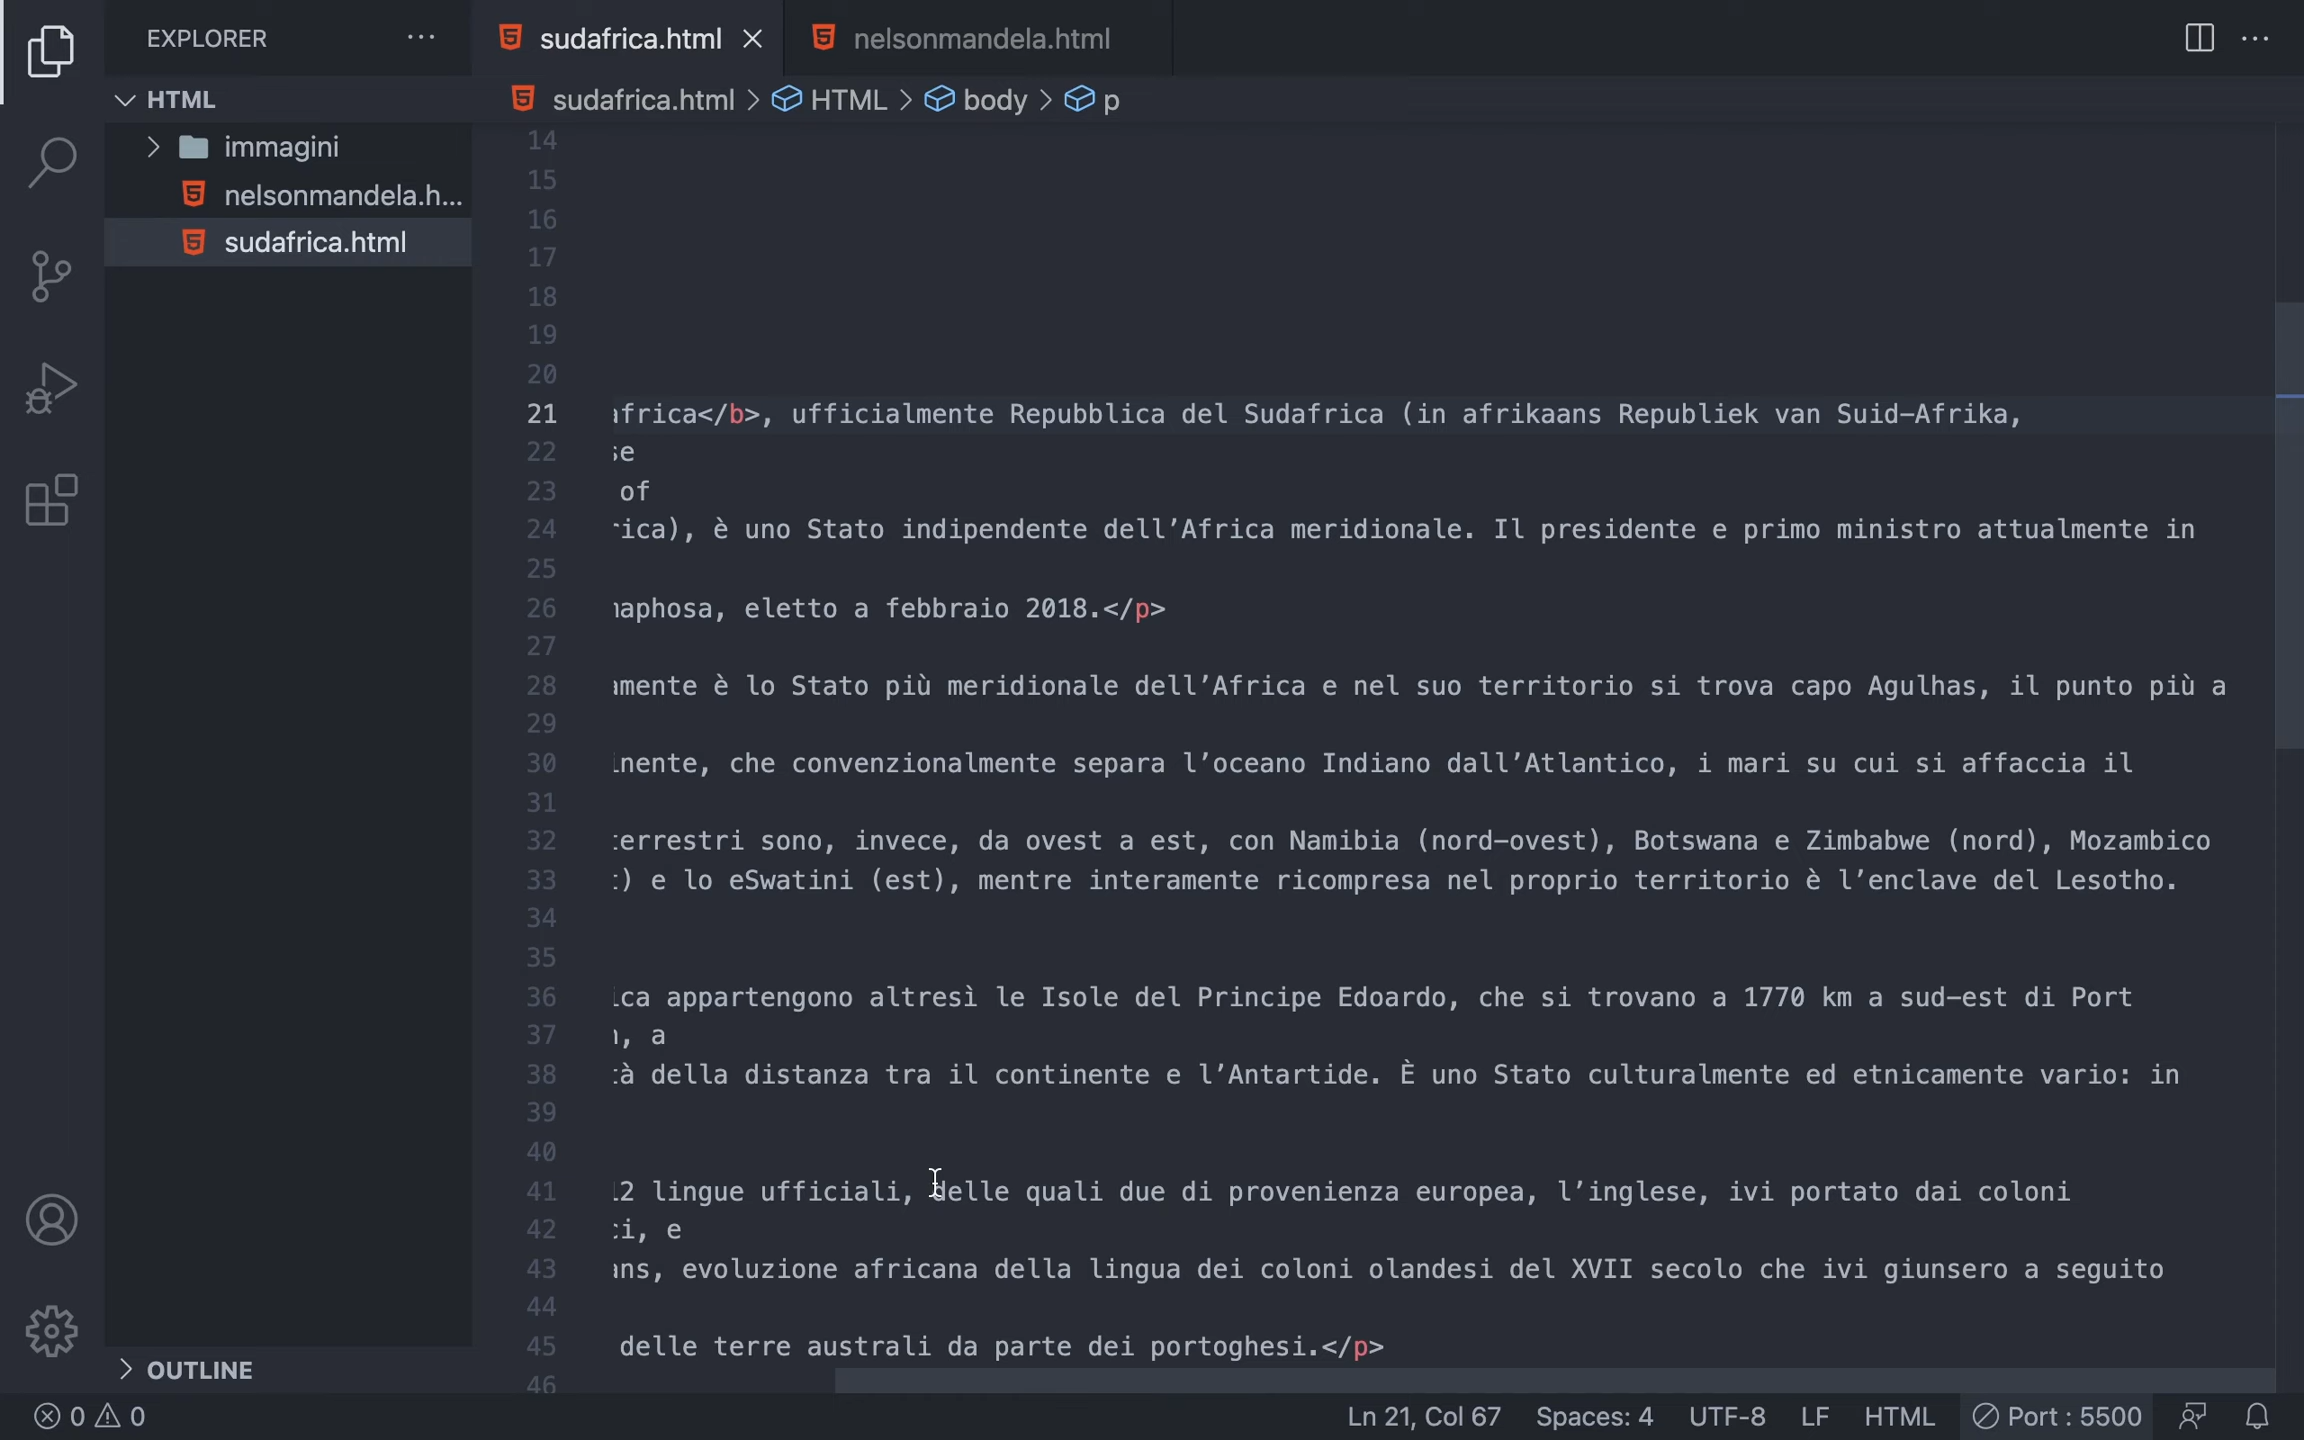 EXPLORER
sudafrica.html
nelsonmandela.html
HTML
sudafrica.html > HTML > body > p
immagini
nelsonmandela.h...
sudafrica.html
14
15
16
17
18
19
20
21 africa</b>, ufficialmente Repubblica del Sudafrica (in afrikaans Republiek van Suid-Afrika,
22 se
23 of
24 rica), è uno Stato indipendente dell’Africa meridionale. Il presidente e primo ministro attualmente in
25
26 maphosa, eletto a febbraio 2018.</p>
27
28 amente è lo Stato più meridionale dell’Africa e nel suo territorio si trova capo Agulhas, il punto più a
29
30 inente, che convenzionalmente separa l’oceano Indiano dall’Atlantico, i mari su cui si affaccia il
31
32 terrestri sono, invece, da ovest a est, con Namibia (nord-ovest), Botswana e Zimbabwe (nord), Mozambico
33 t) e lo eSwatini (est), mentre interamente ricompresa nel proprio territorio è l’enclave del Lesotho.
34
35
36 ica appartengono altresì le Isole del Principe Edoardo, che si trovano a 1770 km a sud-est di Port
37 h, a
38 tà della distanza tra il continente e l’Antartide. È uno Stato culturalmente ed etnicamente vario: in
39
40
41 12 lingue ufficiali, delle quali due di provenienza europea, l’inglese, ivi portato dai coloni
42 ci, e
43 ans, evoluzione africana della lingua dei coloni olandesi del XVII secolo che ivi giunsero a seguito
44
45 delle terre australi da parte dei portoghesi.</p>
46
OUTLINE
0 0 Ln 21, Col 67 Spaces: 4 UTF-8 LF HTML Port : 5500